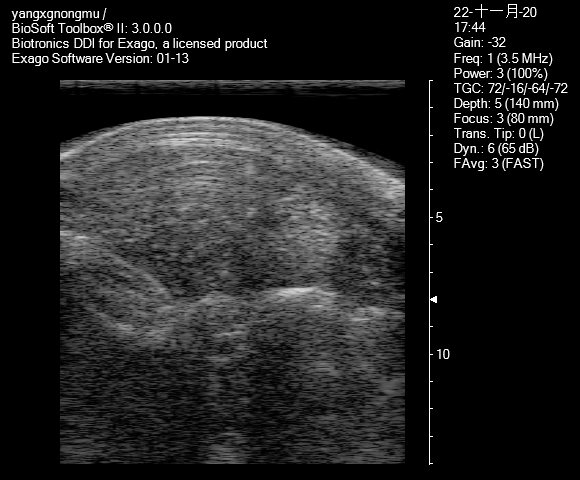 yangxgnongmu /
BioSoft Toolbox® II: 3.0.0.0
Biotronics DDI for Exago, a licensed product
Exago Software Version: 01-13
22-十一月-20
17:44
Gain: -32
Freq: 1 (3.5 MHz)
Power: 3 (100%)
TGC: 72/-16/-64/-72
Depth: 5 (140 mm)
Focus: 3 (80 mm)
Trans. Tip: 0 (L)
Dyn.: 6 (65 dB)
FAvg: 3 (FAST)
5
10